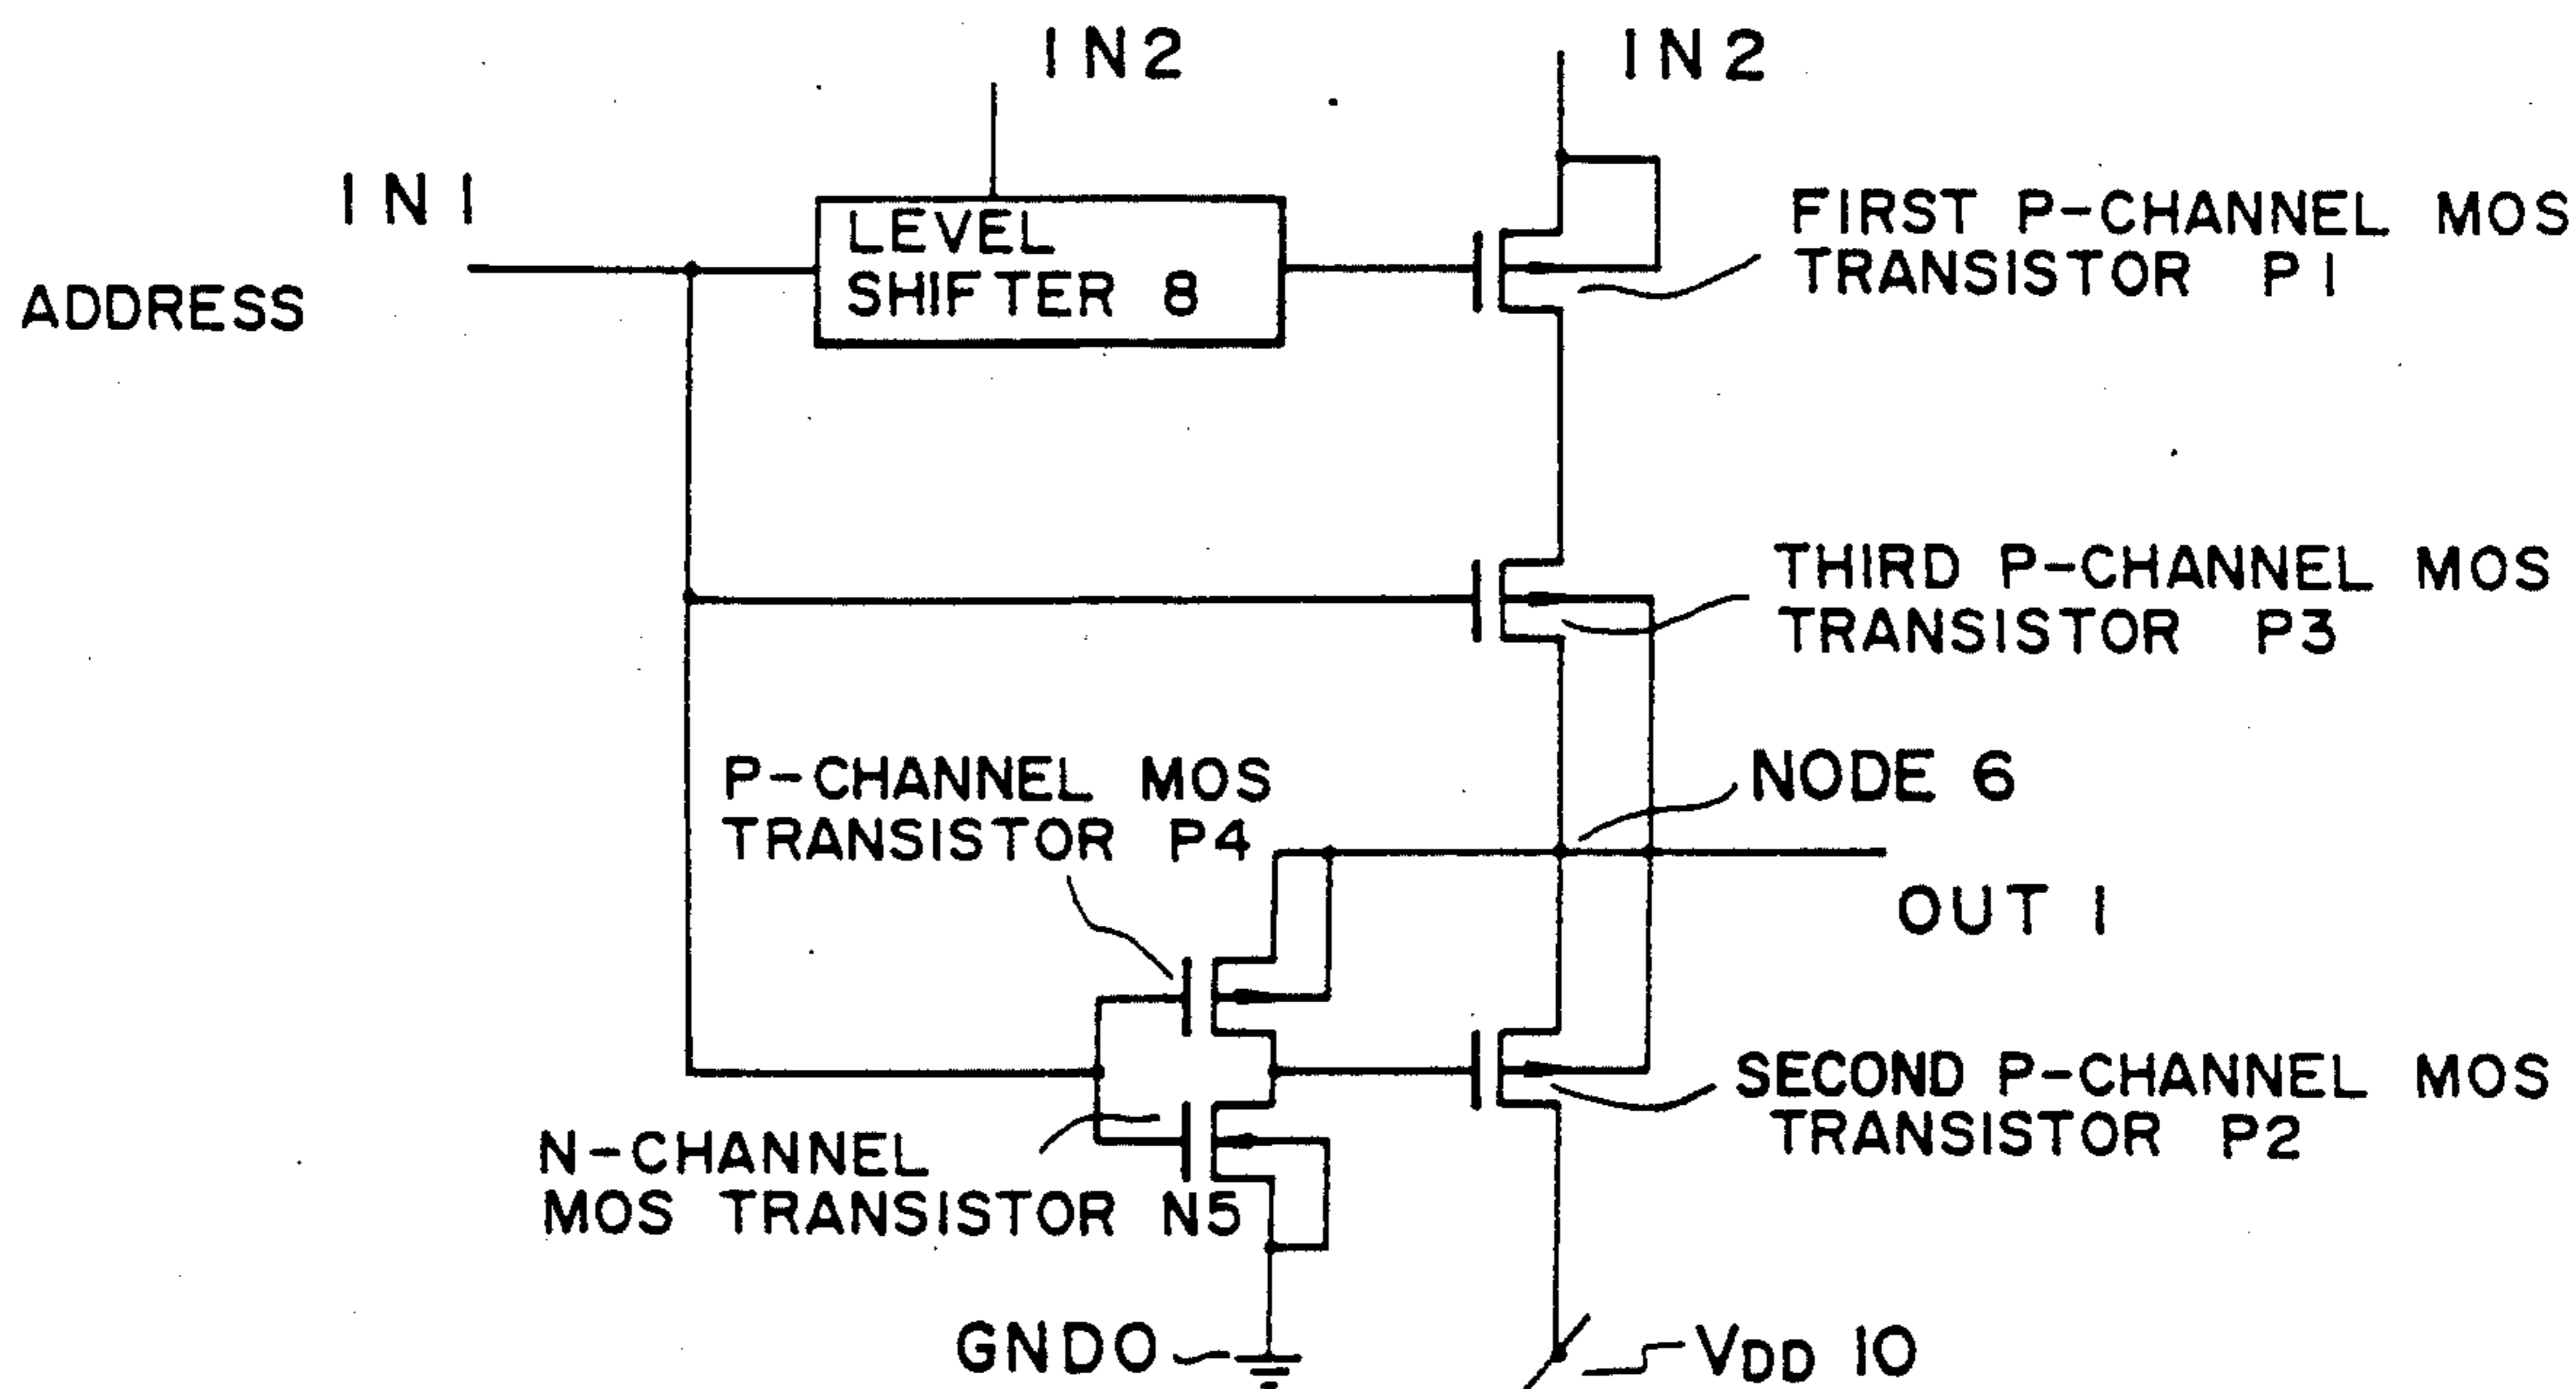 IN2
IN2
IN1
ADDRESS
LEVEL
SHIFTER 8
FIRST P-CHANNEL MOS
TRANSISTOR P1
THIRD P-CHANNEL MOS
TRANSISTOR P3
P-CHANNEL MOS
TRANSISTOR P4
NODE 6
OUT 1
SECOND P-CHANNEL MOS
TRANSISTOR P2
N-CHANNEL
MOS TRANSISTOR N5
GND0
VDD 10